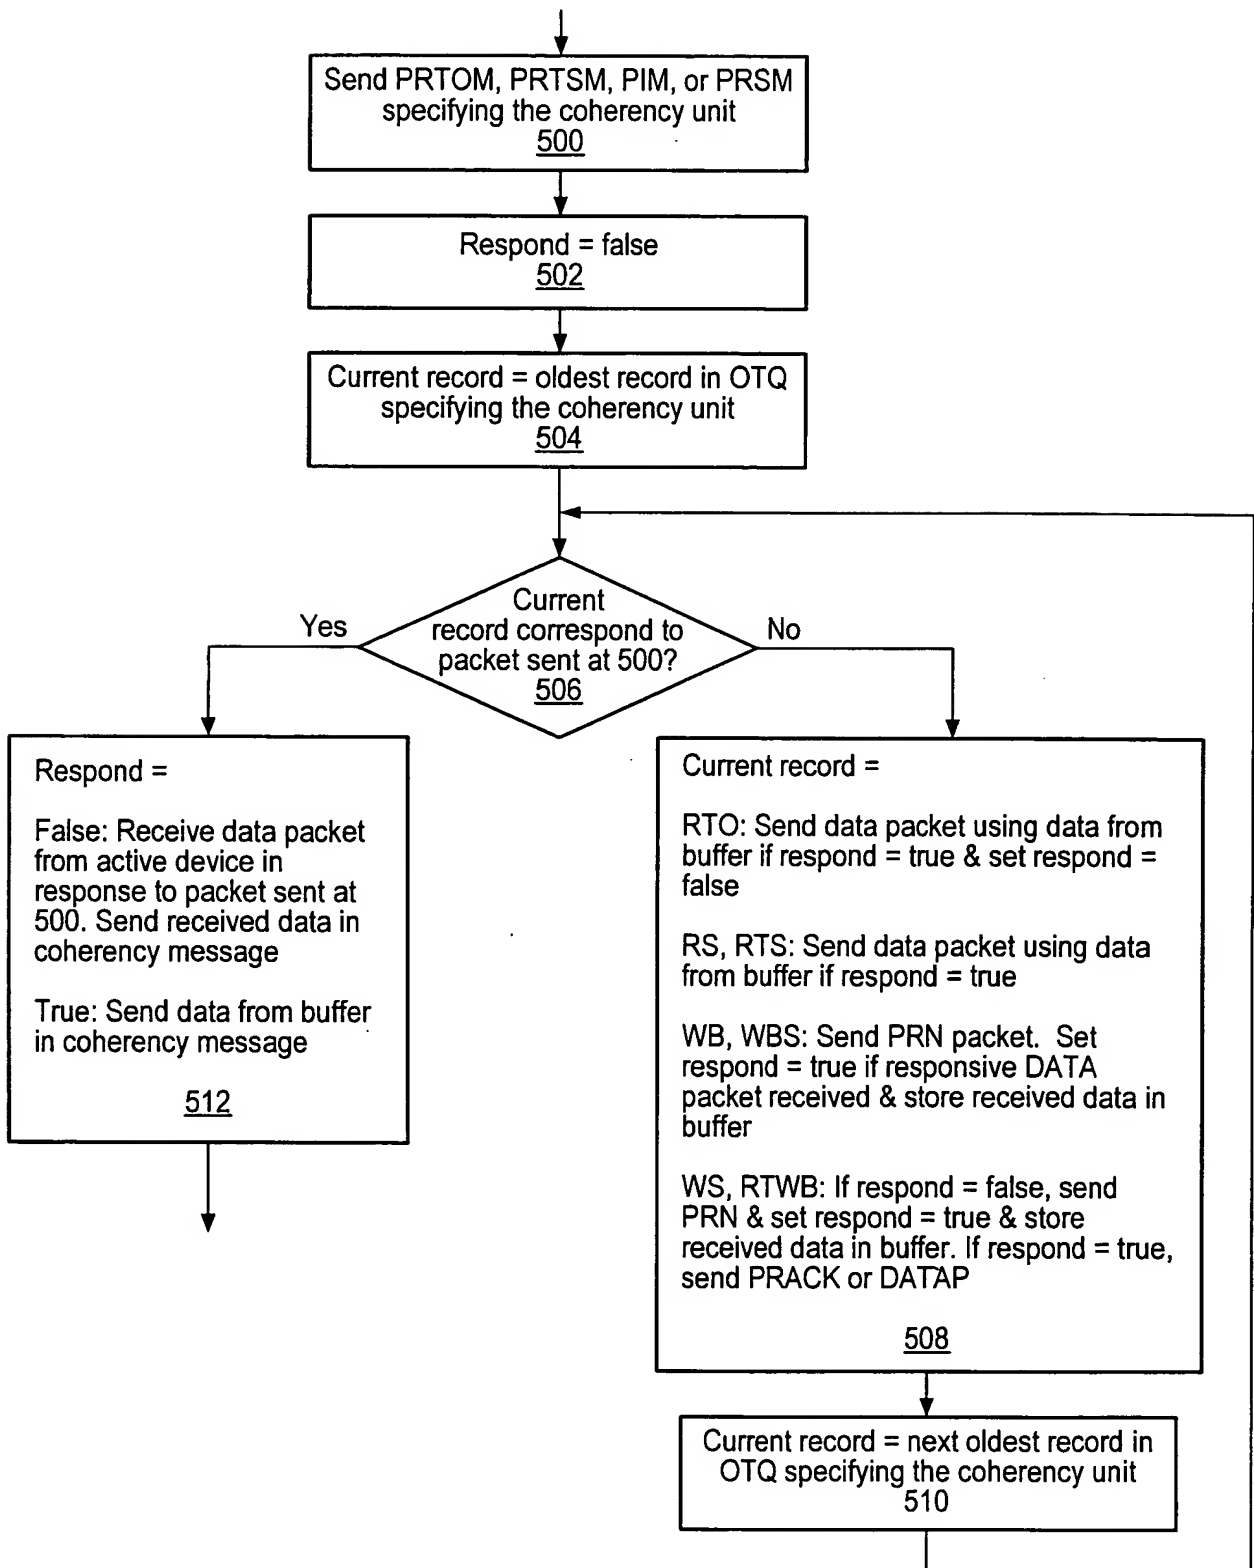 Send PRTOM, PRTSM, PIM, or PRSM
specifying the coherency unit
500
Respond = false
502
Current record = oldest record in OTQ
specifying the coherency unit
504
Current
record correspond to
packet sent at 500?
506
Yes
No
Respond =
False: Receive data packet
from active device in
response to packet sent at
500. Send received data in
coherency message
True: Send data from buffer
in coherency message
512
Current record =
RTO: Send data packet using data from
buffer if respond = true & set respond =
false
RS, RTS: Send data packet using data
from buffer if respond = true
WB, WBS: Send PRN packet. Set
respond = true if responsive DATA
packet received & store received data in
buffer
WS, RTWB: If respond = false, send
PRN & set respond = true & store
received data in buffer. If respond = true,
send PRACK or DATAP
508
Current record = next oldest record in
OTQ specifying the coherency unit
510